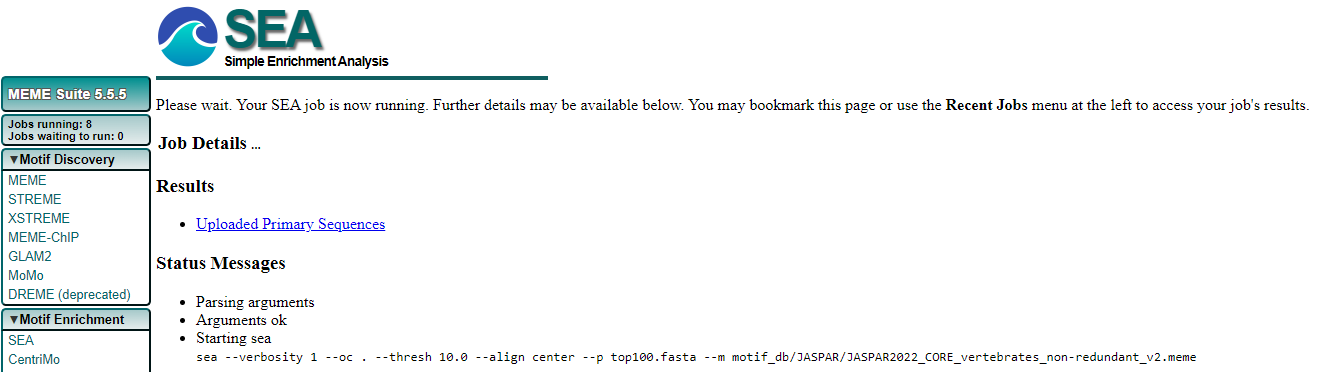 SEA
Simple Enrichment Analysis
MEME Suite 5.5.5
Jobs running: 8
Jobs waiting to run: 0
▼Motif Discovery
MEME
STREME
XSTREME
MEME-ChIP
GLAM2
MoMo
DREME (deprecated)
▼Motif Enrichment
SEA
CentriMo
Please wait. Your SEA job is now running. Further details may be available below. You may bookmark this page or use the Recent Jobs menu at the left to access your job's results.
Job Details ...
Results
• Uploaded Primary Sequences
Status Messages
• Parsing arguments
• Arguments ok
• Starting sea
sea --verbosity 1 --oc . --thresh 10.0 --align center --p top100.fasta --m motif_db/JASPAR/JASPAR2022_CORE_vertebrates_non-redundant_v2.meme